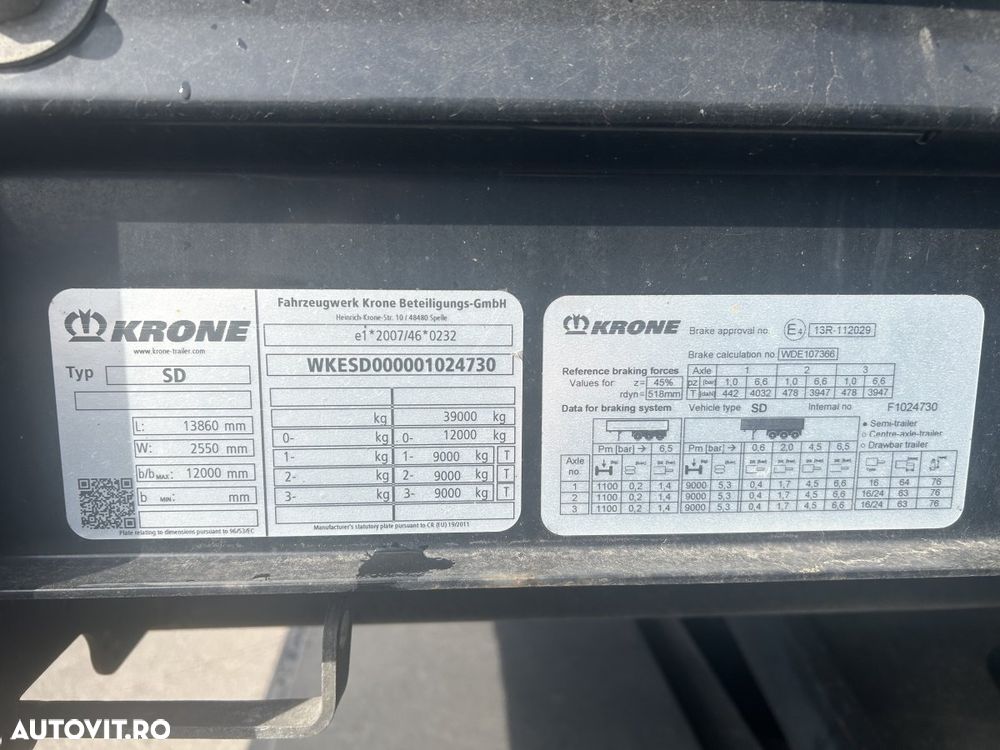 KRONE
www.krone-trailer.com
Typ SD
L: 13860 mm
W: 2550 mm
b/b MAX: 12000 mm
b MIN: mm
Plate relating to dimensions pursuant to 96/53/EC
Fahrzeugwerk Krone Beteiligungs-GmbH
Heinrich-Krone-Str. 10 / 48480 Spelle
e1*2007/46*0232
WKESD000001024730
kg 39000 kg
0- kg 0- 12000 kg
1- kg 1- 9000 kg T
2- kg 2- 9000 kg T
3- kg 3- 9000 kg T
Manufacturer's statutory plate pursuant to CR (EU) 19/2011
KRONE Brake approval no. E4 13R-112029
Brake calculation no WDE107366
Reference braking forces Axle 1 2 3
Values for: z= 45% pz [bar] 1,0 6,6 1,0 6,6 1,0 6,6
rdyn= 518mm T [daN] 442 4032 478 3947 478 3947
Data for braking system Vehicle type SD Internal no F1024730
Semi-trailer
Centre-axle-trailer
Drawbar trailer
Pm [bar] → 6,5 Pm [bar] → 0,6 2,0 4,5 6,5
Axle no.
1 1100 0,2 1,4 9000 5,3 0,4 1,7 4,5 6,6 16 64 76
2 1100 0,2 1,4 9000 5,3 0,4 1,7 4,5 6,6 16/24 63 76
3 1100 0,2 1,4 9000 5,3 0,4 1,7 4,5 6,6 16/24 63 76
AUTOVIT.RO